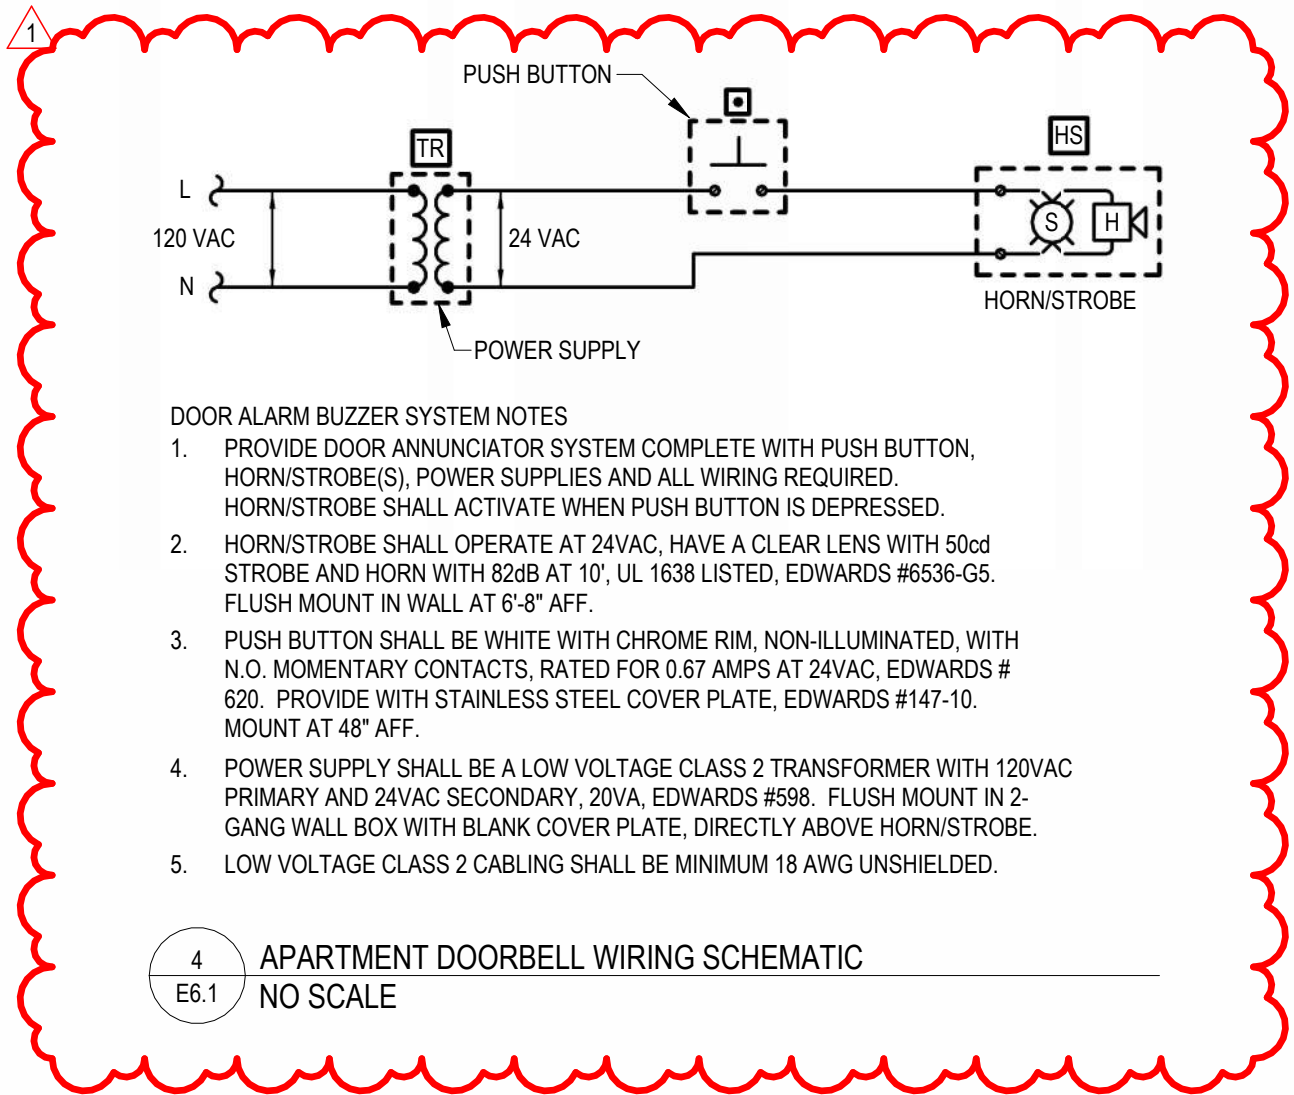 1
PUSH BUTTON
TR
HS
L
120 VAC
24 VAC
S
H
N
HORN/STROBE
POWER SUPPLY
DOOR ALARM BUZZER SYSTEM NOTES
1. PROVIDE DOOR ANNUNCIATOR SYSTEM COMPLETE WITH PUSH BUTTON,
HORN/STROBE(S), POWER SUPPLIES AND ALL WIRING REQUIRED.
HORN/STROBE SHALL ACTIVATE WHEN PUSH BUTTON IS DEPRESSED.
2. HORN/STROBE SHALL OPERATE AT 24VAC, HAVE A CLEAR LENS WITH 50cd
STROBE AND HORN WITH 82dB AT 10', UL 1638 LISTED, EDWARDS #6536-G5.
FLUSH MOUNT IN WALL AT 6'-8" AFF.
3. PUSH BUTTON SHALL BE WHITE WITH CHROME RIM, NON-ILLUMINATED, WITH
N.O. MOMENTARY CONTACTS, RATED FOR 0.67 AMPS AT 24VAC, EDWARDS #
620. PROVIDE WITH STAINLESS STEEL COVER PLATE, EDWARDS #147-10.
MOUNT AT 48" AFF.
4. POWER SUPPLY SHALL BE A LOW VOLTAGE CLASS 2 TRANSFORMER WITH 120VAC
PRIMARY AND 24VAC SECONDARY, 20VA, EDWARDS #598. FLUSH MOUNT IN 2-
GANG WALL BOX WITH BLANK COVER PLATE, DIRECTLY ABOVE HORN/STROBE.
5. LOW VOLTAGE CLASS 2 CABLING SHALL BE MINIMUM 18 AWG UNSHIELDED.
4
APARTMENT DOORBELL WIRING SCHEMATIC
E6.1
NO SCALE